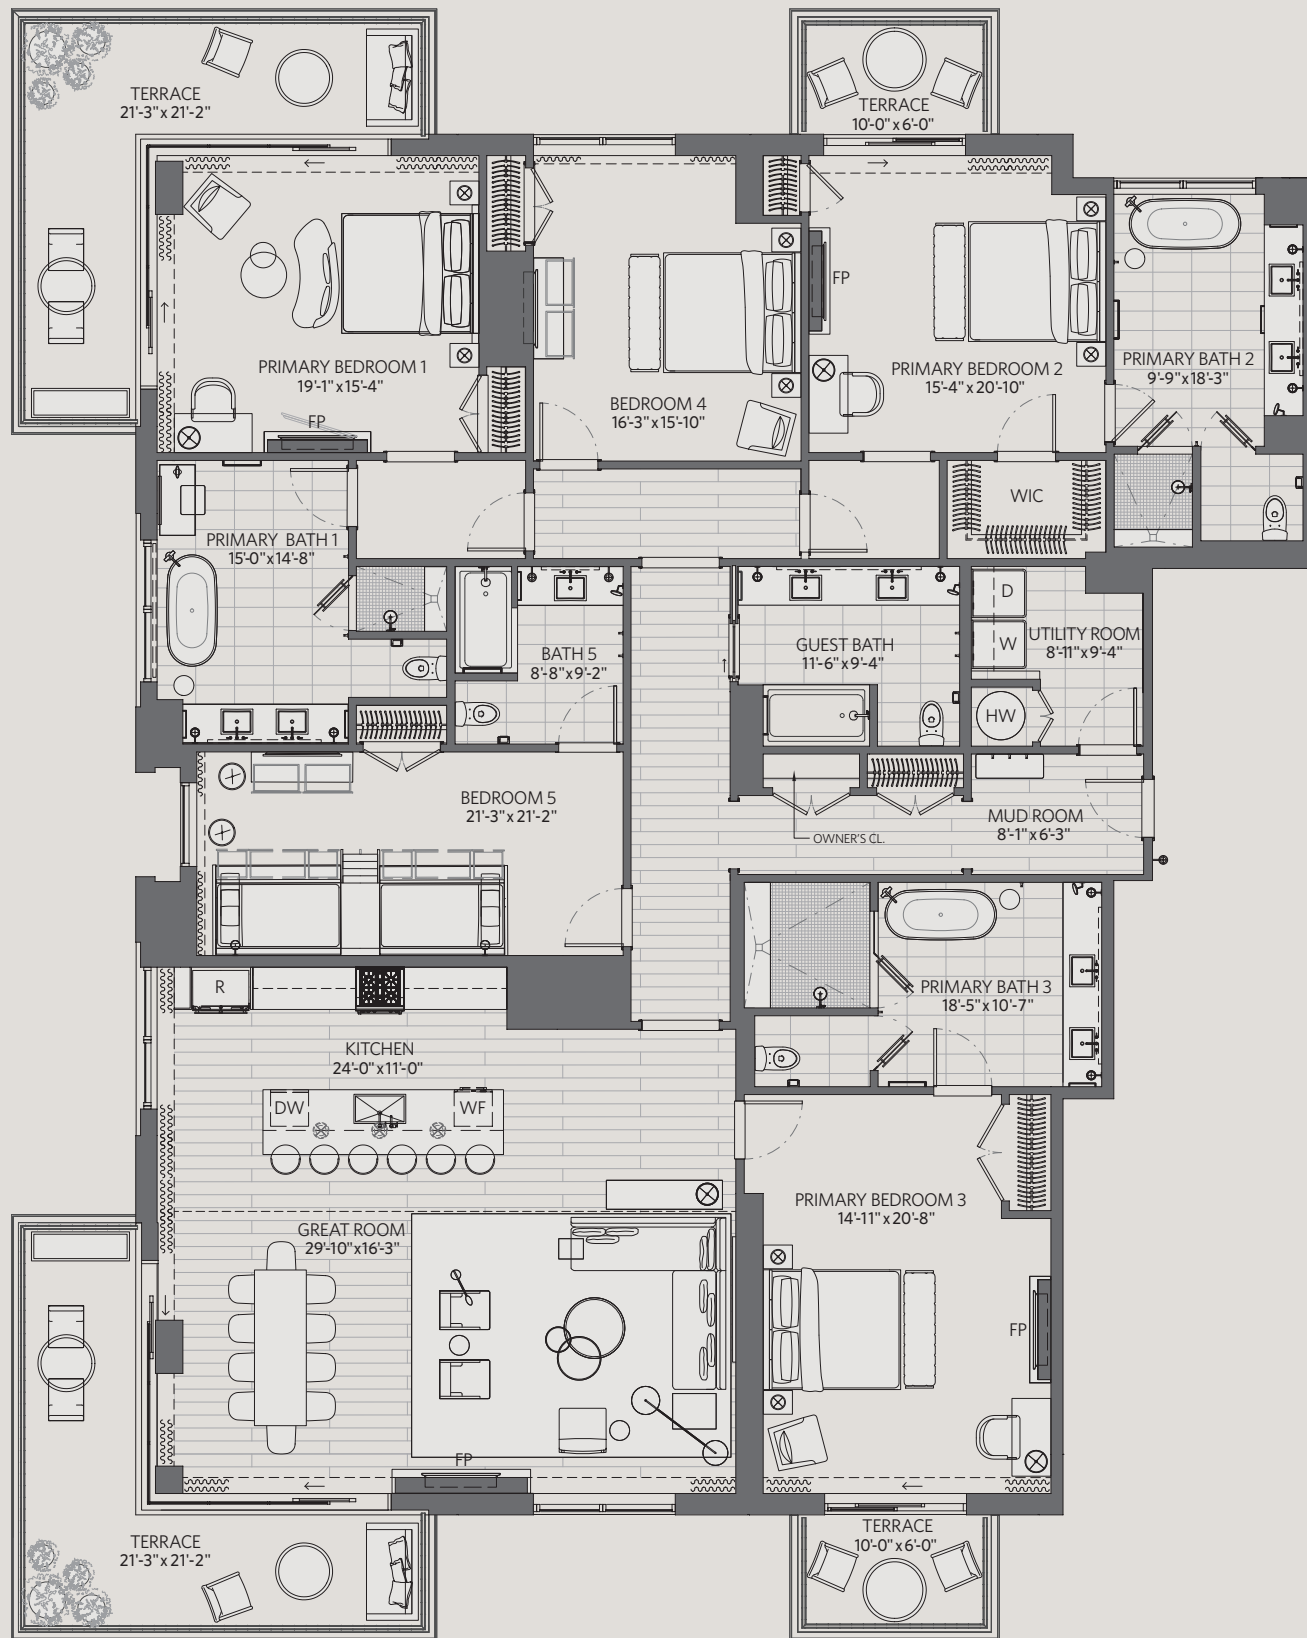 TERRACE
21'-3" x 21'-2"
TERRACE
10'-0" x 6'-0"
PRIMARY BEDROOM 1
19'-1" x 15'-4"
FP
BEDROOM 4
16'-3" x 15'-10"
FP
PRIMARY BEDROOM 2
15'-4" x 20'-10"
PRIMARY BATH 2
9'-9" x 18'-3"
WIC
PRIMARY BATH 1
15'-0" x 14'-8"
BATH 5
8'-8" x 9'-2"
GUEST BATH
11'-6" x 9'-4"
D
W
UTILITY ROOM
8'-11" x 9'-4"
HW
BEDROOM 5
21'-3" x 21'-2"
OWNER'S CL.
MUD ROOM
8'-1" x 6'-3"
R
PRIMARY BATH 3
18'-5" x 10'-7"
KITCHEN
24'-0" x 11'-0"
DW
WF
GREAT ROOM
29'-10" x 16'-3"
FP
PRIMARY BEDROOM 3
14'-11" x 20'-8"
FP
TERRACE
21'-3" x 21'-2"
TERRACE
10'-0" x 6'-0"